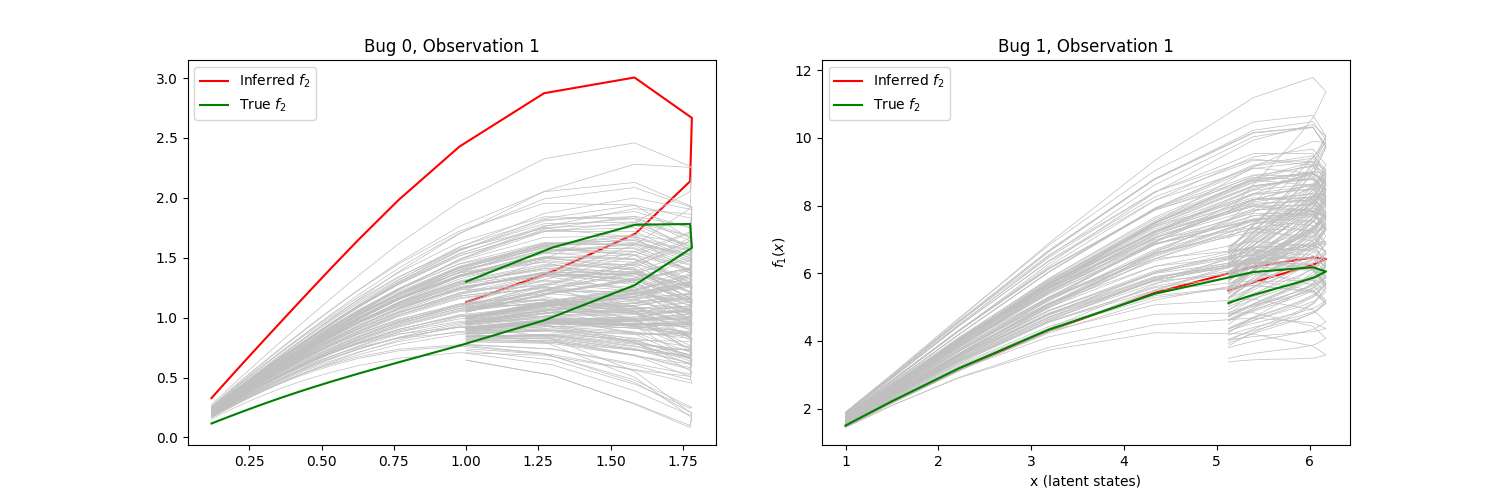 Bug 0, Observation 1
Inferred f₂
True f₂
3.0
2.5
2.0
1.5
1.0
0.5
0.0
0.25 0.50 0.75 1.00 1.25 1.50 1.75
Bug 1, Observation 1
Inferred f₂
True f₂
12
10
8
6
4
2
f₁(x)
1 2 3 4 5 6
x (latent states)